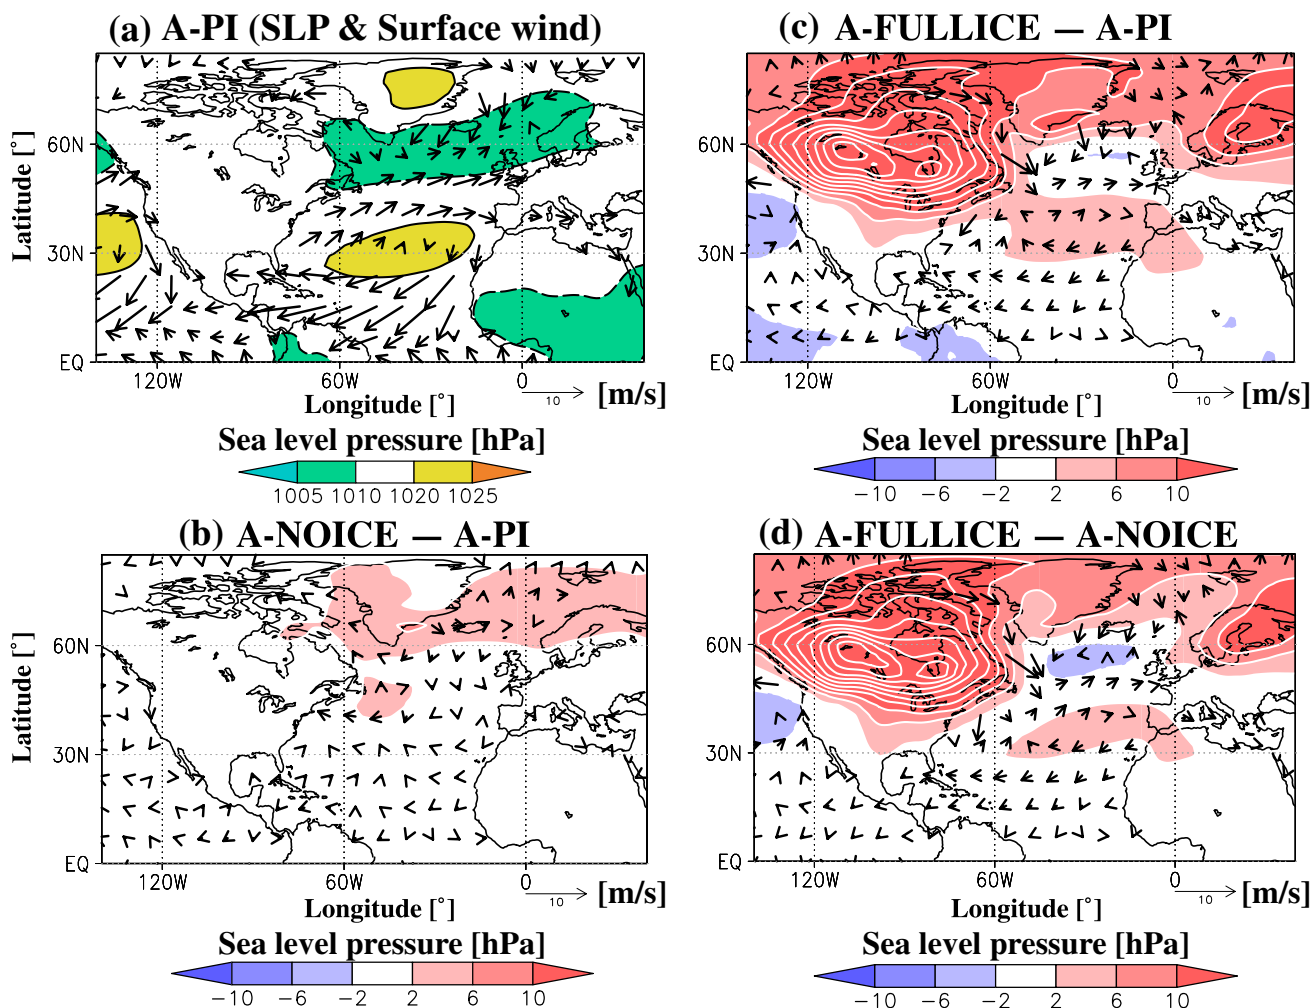 (a) A-PI (SLP & Surface wind)
Latitude [°]
60N
30N
EQ
120W 60W 0
10 [m/s]
Longitude [°]
Sea level pressure [hPa]
1005 1010 1020 1025
(c) A-FULLICE — A-PI
60N
30N
EQ
120W 60W 0
10 [m/s]
Longitude [°]
Sea level pressure [hPa]
−10 −6 −2 2 6 10
(b) A-NOICE — A-PI
Latitude [°]
60N
30N
EQ
120W 60W 0
10 [m/s]
Longitude [°]
Sea level pressure [hPa]
−10 −6 −2 2 6 10
(d) A-FULLICE — A-NOICE
60N
30N
EQ
120W 60W 0
10 [m/s]
Longitude [°]
Sea level pressure [hPa]
−10 −6 −2 2 6 10